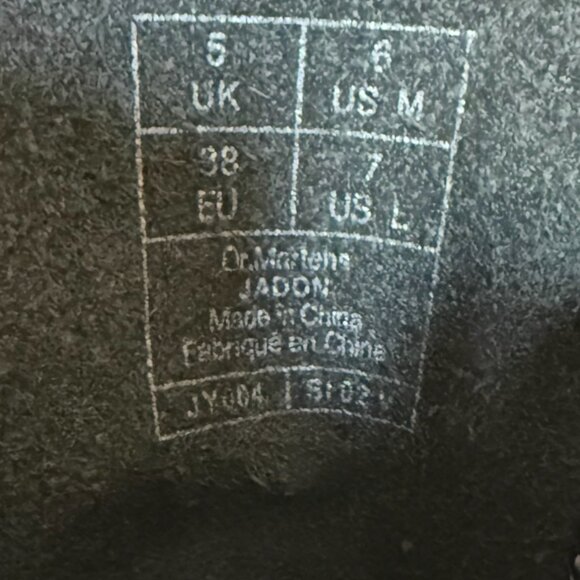 5 6
UK US M
38 7
EU US L
Dr.Martens
JADON
Made in China
Fabriqué en Chine
JY004